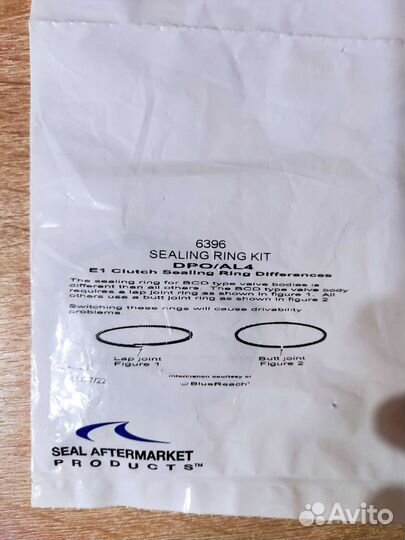 6396
SEALING RING KIT
DPO/AL4
E1 Clutch Sealing Ring Differences
The sealing ring for BCD type valve bodies is
different than all others. The BCD type valve body
requires a lap joint ring as shown in figure 1. All
others use a butt joint ring as shown in figure 2
Switching these rings will cause drivability
problems.
Lap joint
Figure 1
Butt joint
Figure 2
7/22
Information courtesy of
BlueReach
SEAL AFTERMARKET
PRODUCTS™
Avito